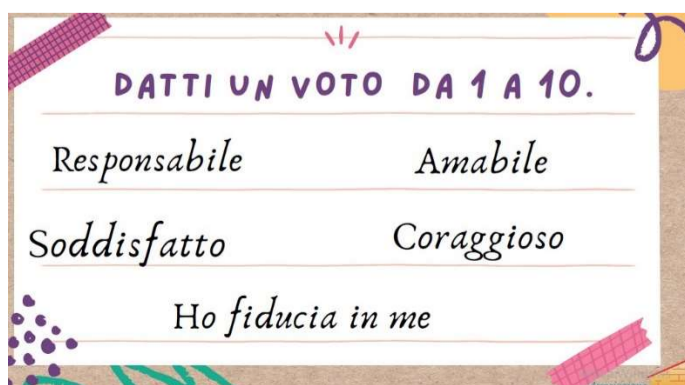 DATTI UN VOTO DA 1 A 10.
Responsabile Amabile
Soddisfatto Coraggioso
Ho fiducia in me